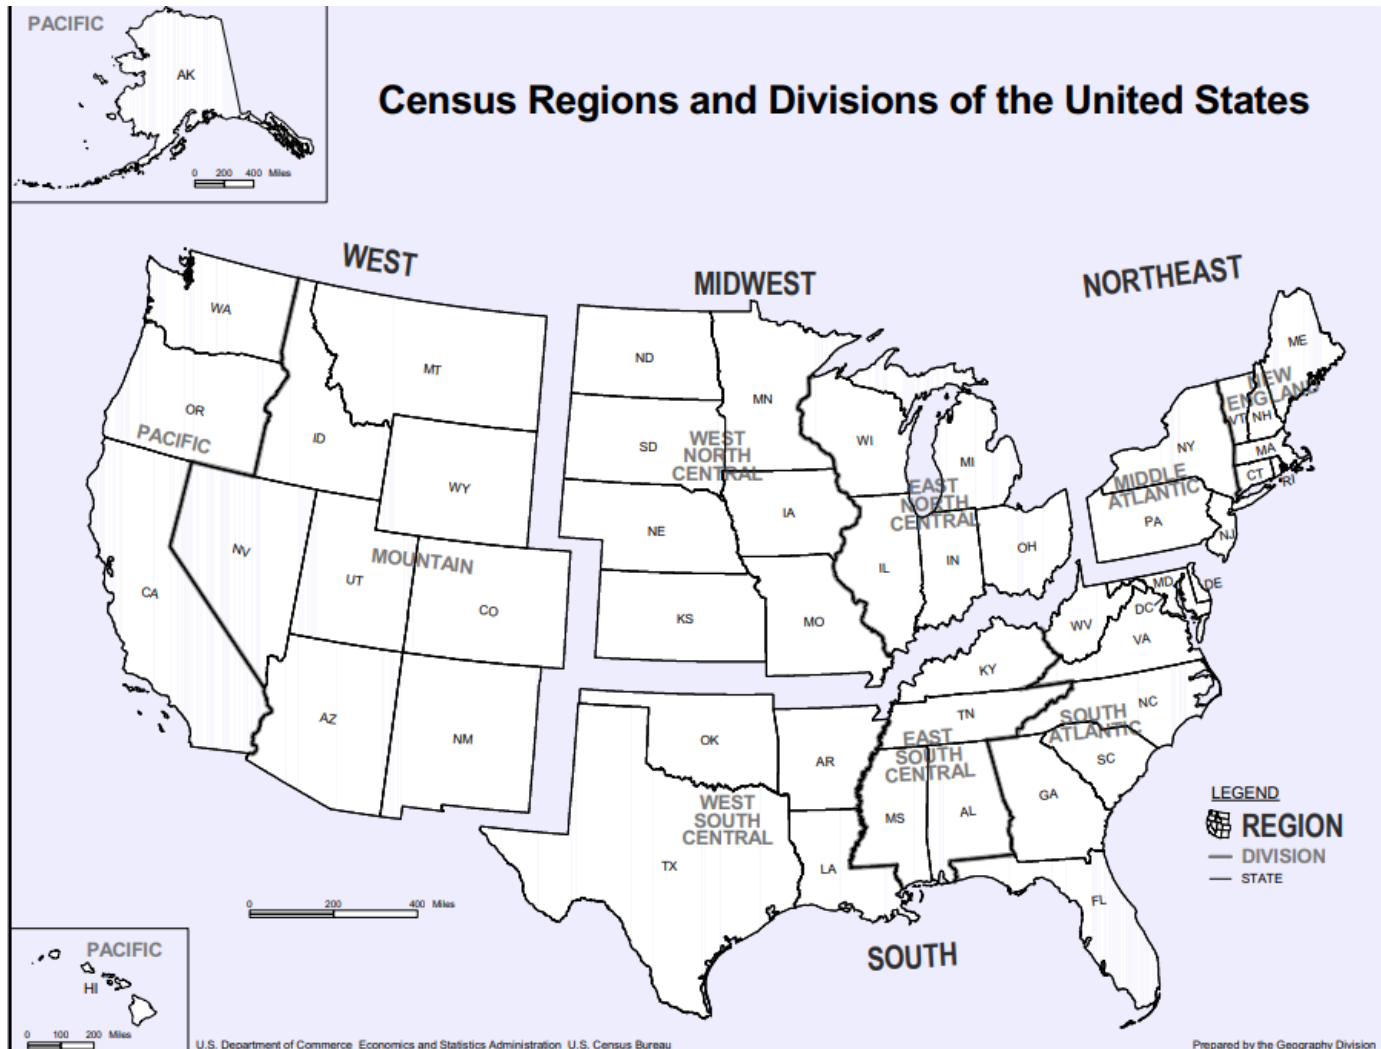 PACIFIC
AK
0 200 400 Miles
Census Regions and Divisions of the United States
WEST
MIDWEST
NORTHEAST
WA
MT
ND
MN
ME
OR
ID
SD
WI
MI
NY
VT
NH
MA
CT
RI
PACIFIC
WEST
NORTH
CENTRAL
EAST
NORTH
CENTRAL
MIDDLE
ATLANTIC
NEW
ENGLAND
WY
NE
IA
PA
NJ
NV
UT
CO
MOUNTAIN
CA
KS
MO
IL
IN
OH
MD
DE
DC
WV
VA
KY
AZ
NM
OK
AR
TN
NC
EAST
SOUTH
CENTRAL
SOUTH
ATLANTIC
SC
WEST
SOUTH
CENTRAL
MS
AL
GA
TX
LA
FL
LEGEND
REGION
DIVISION
STATE
0 200 400 Miles
SOUTH
PACIFIC
HI
0 100 200 Miles
U.S. Department of Commerce Economics and Statistics Administration U.S. Census Bureau
Prepared by the Geography Division